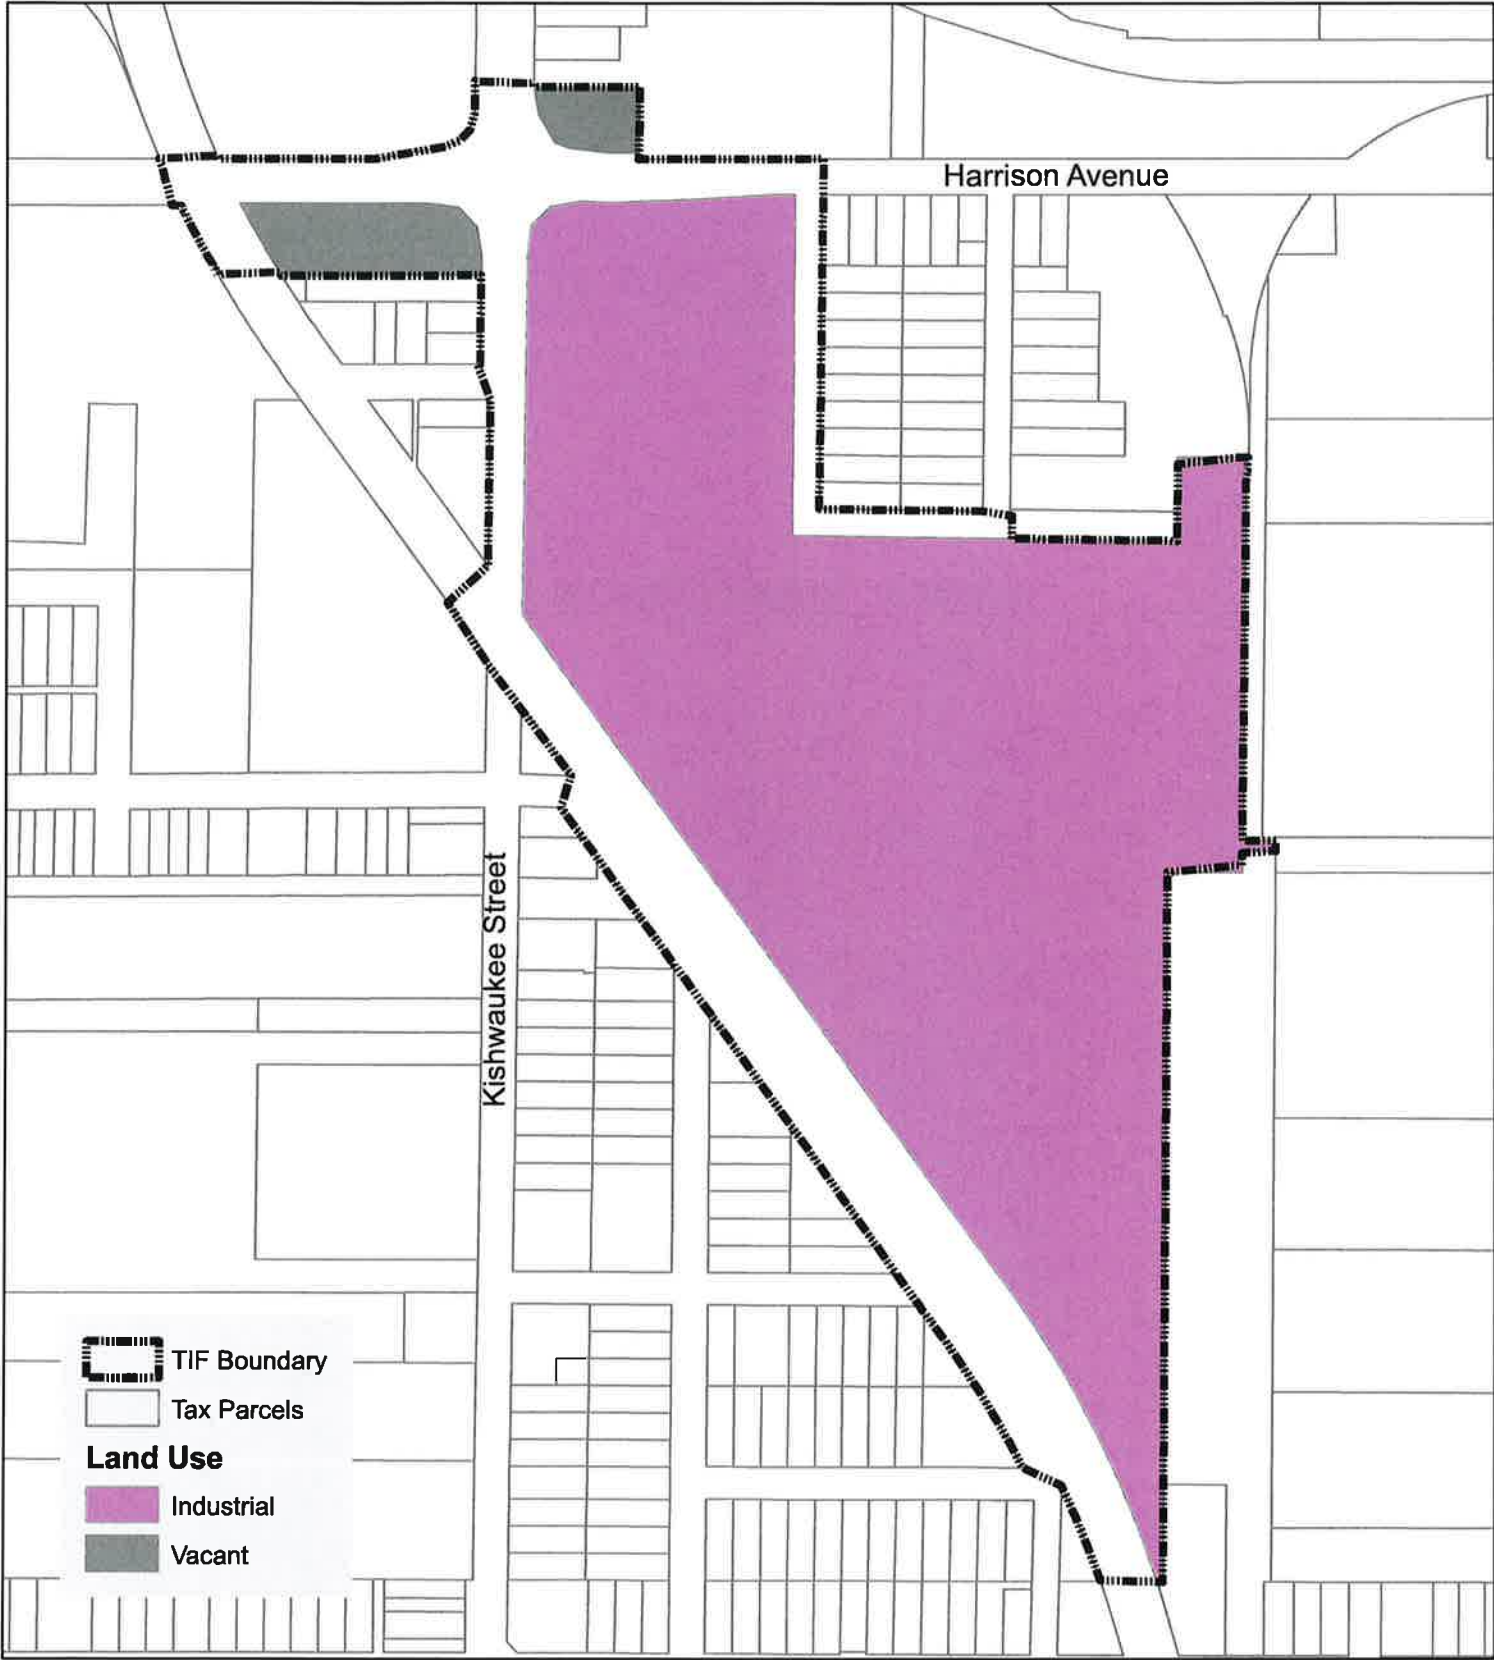 Harrison Avenue
Kishwaukee Street
TIF Boundary
Tax Parcels
Land Use
Industrial
Vacant